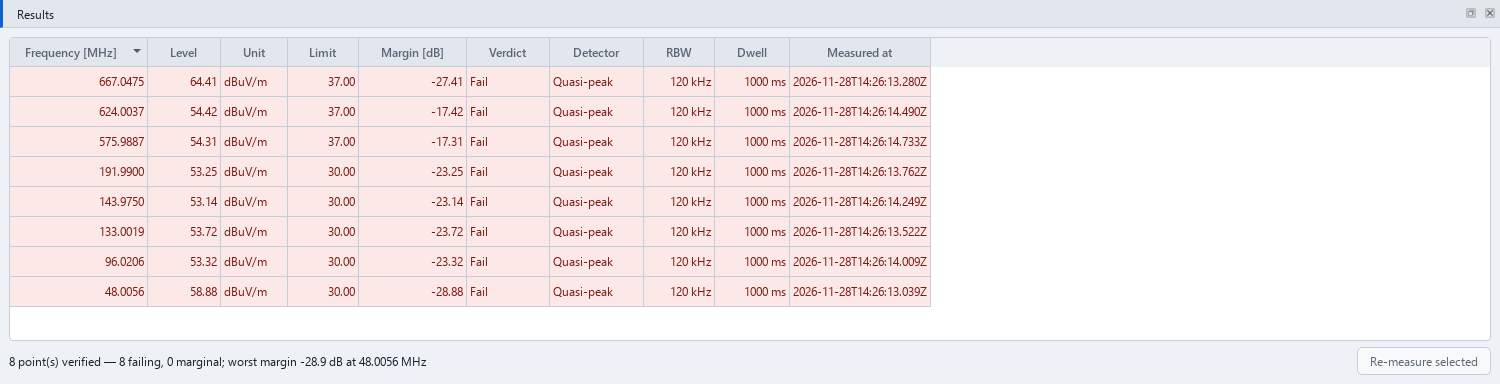 Results
Frequency [MHz] Level Unit Limit Margin [dB] Verdict Detector RBW Dwell Measured at
667.0475 64.41 dBuV/m 37.00 -27.41 Fail Quasi-peak 120 kHz 1000 ms 2026-11-28T14:26:13.280Z
624.0037 54.42 dBuV/m 37.00 -17.42 Fail Quasi-peak 120 kHz 1000 ms 2026-11-28T14:26:14.490Z
575.9887 54.31 dBuV/m 37.00 -17.31 Fail Quasi-peak 120 kHz 1000 ms 2026-11-28T14:26:14.733Z
191.9900 53.25 dBuV/m 30.00 -23.25 Fail Quasi-peak 120 kHz 1000 ms 2026-11-28T14:26:13.762Z
143.9750 53.14 dBuV/m 30.00 -23.14 Fail Quasi-peak 120 kHz 1000 ms 2026-11-28T14:26:14.249Z
133.0019 53.72 dBuV/m 30.00 -23.72 Fail Quasi-peak 120 kHz 1000 ms 2026-11-28T14:26:13.522Z
96.0206 53.32 dBuV/m 30.00 -23.32 Fail Quasi-peak 120 kHz 1000 ms 2026-11-28T14:26:14.009Z
48.0056 58.88 dBuV/m 30.00 -28.88 Fail Quasi-peak 120 kHz 1000 ms 2026-11-28T14:26:13.039Z
8 point(s) verified — 8 failing, 0 marginal; worst margin -28.9 dB at 48.0056 MHz
Re-measure selected